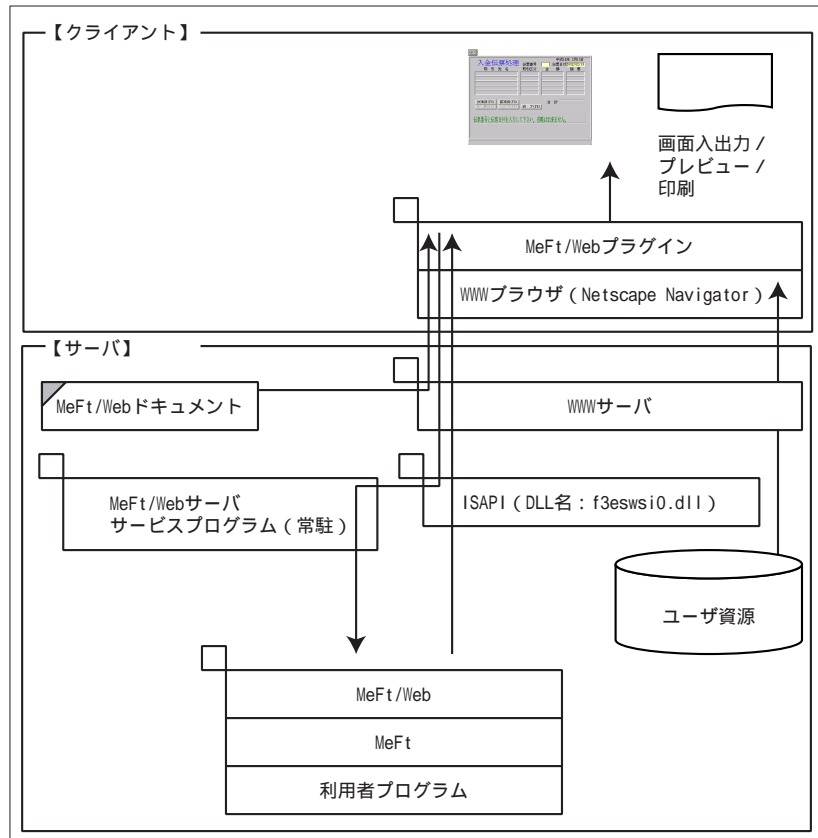 【クライアント】
入金伝票処理
画面入出力／
プレビュー／
印刷
MeFt/Webプラグイン
WWWブラウザ（Netscape Navigator）
【サーバ】
MeFt/Webドキュメント
WWWサーバ
MeFt/Webサーバ
サービスプログラム（常駐）
ISAPI（DLL名：f3eswsi0.dll）
ユーザ資源
MeFt/Web
MeFt
利用者プログラム